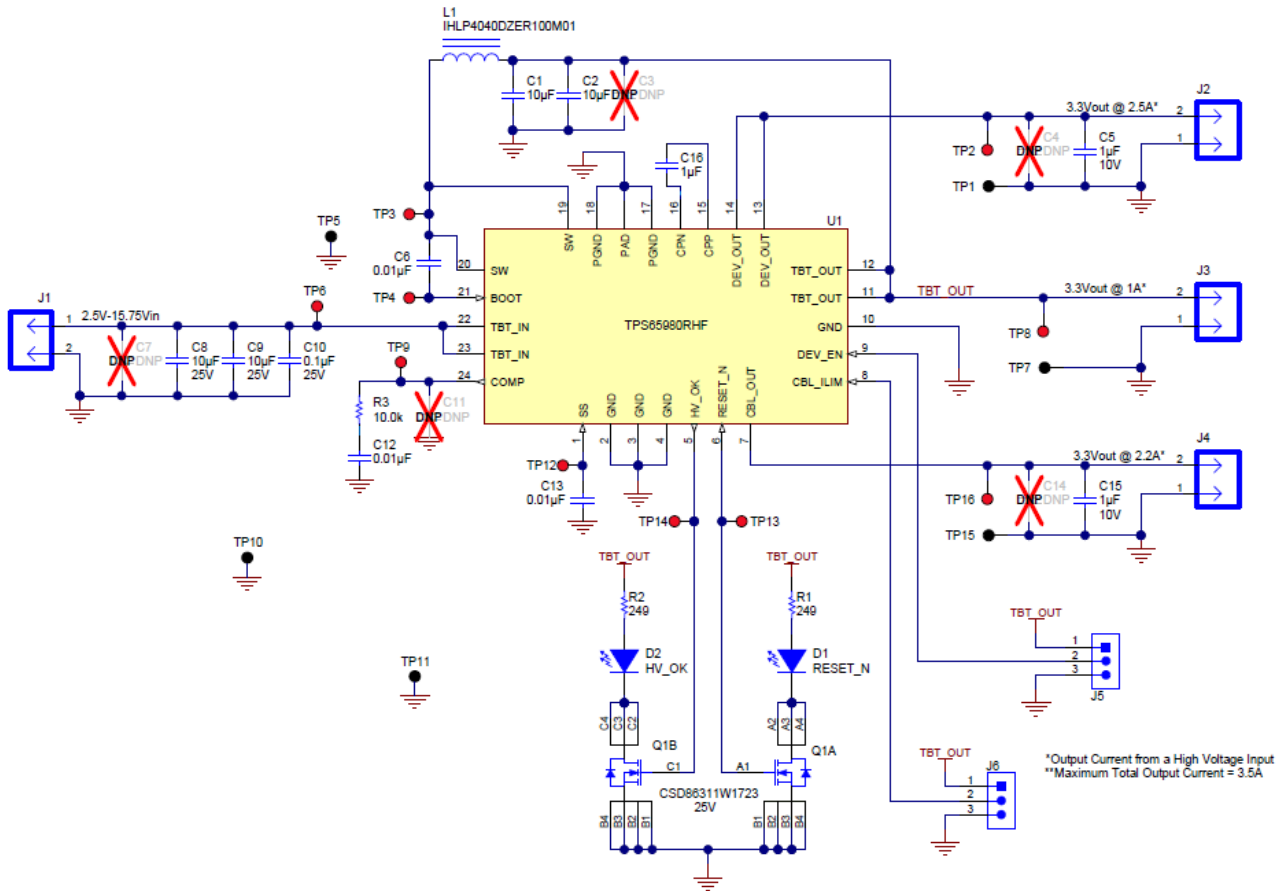 L1
IHLP4040DZER100M01
C1
10µF
C2
10µF
C3
DNP
DNP
J2
3.3Vout @ 2.5A*
2
1
TP2
C4
DNP
DNP
C5
1µF
10V
TP1
C16
1µF
19
18
17
16
15
14
13
U1
SW
PGND
PAD
PGND
CPN
CPP
DEV_OUT
DEV_OUT
TP3
TP5
C6
0.01µF
20
SW
TBT_OUT
12
TP4
21
BOOT
TBT_OUT
11
TBT_OUT
3.3Vout @ 1A*
J3
2
1
TP8
TP7
J1
1
2
2.5V-15.75Vin
TP6
22
TBT_IN
TPS65980RHF
GND
10
23
TBT_IN
DEV_EN
9
24
COMP
CBL_ILIM
8
C7
DNP
DNP
C8
10µF
25V
C9
10µF
25V
C10
0.1µF
25V
TP9
R3
10.0k
C11
DNP
DNP
C12
0.01µF
SS
GND
GND
GND
HV_OK
RESET_N
CBL_OUT
1
2
3
4
5
6
7
TP12
C13
0.01µF
3.3Vout @ 2.2A*
J4
2
1
TP16
C14
DNP
DNP
C15
1µF
10V
TP15
TP14
TP13
TP10
TBT_OUT
R2
249
TBT_OUT
R1
249
D2
HV_OK
D1
RESET_N
TP11
TBT_OUT
1
2
3
J5
C4
C3
C2
A2
A3
A4
Q1B
Q1A
C1
A1
CSD86311W1723
25V
B4
B3
B2
B1
B1
B2
B3
B4
TBT_OUT
J6
1
2
3
*Output Current from a High Voltage Input
**Maximum Total Output Current = 3.5A